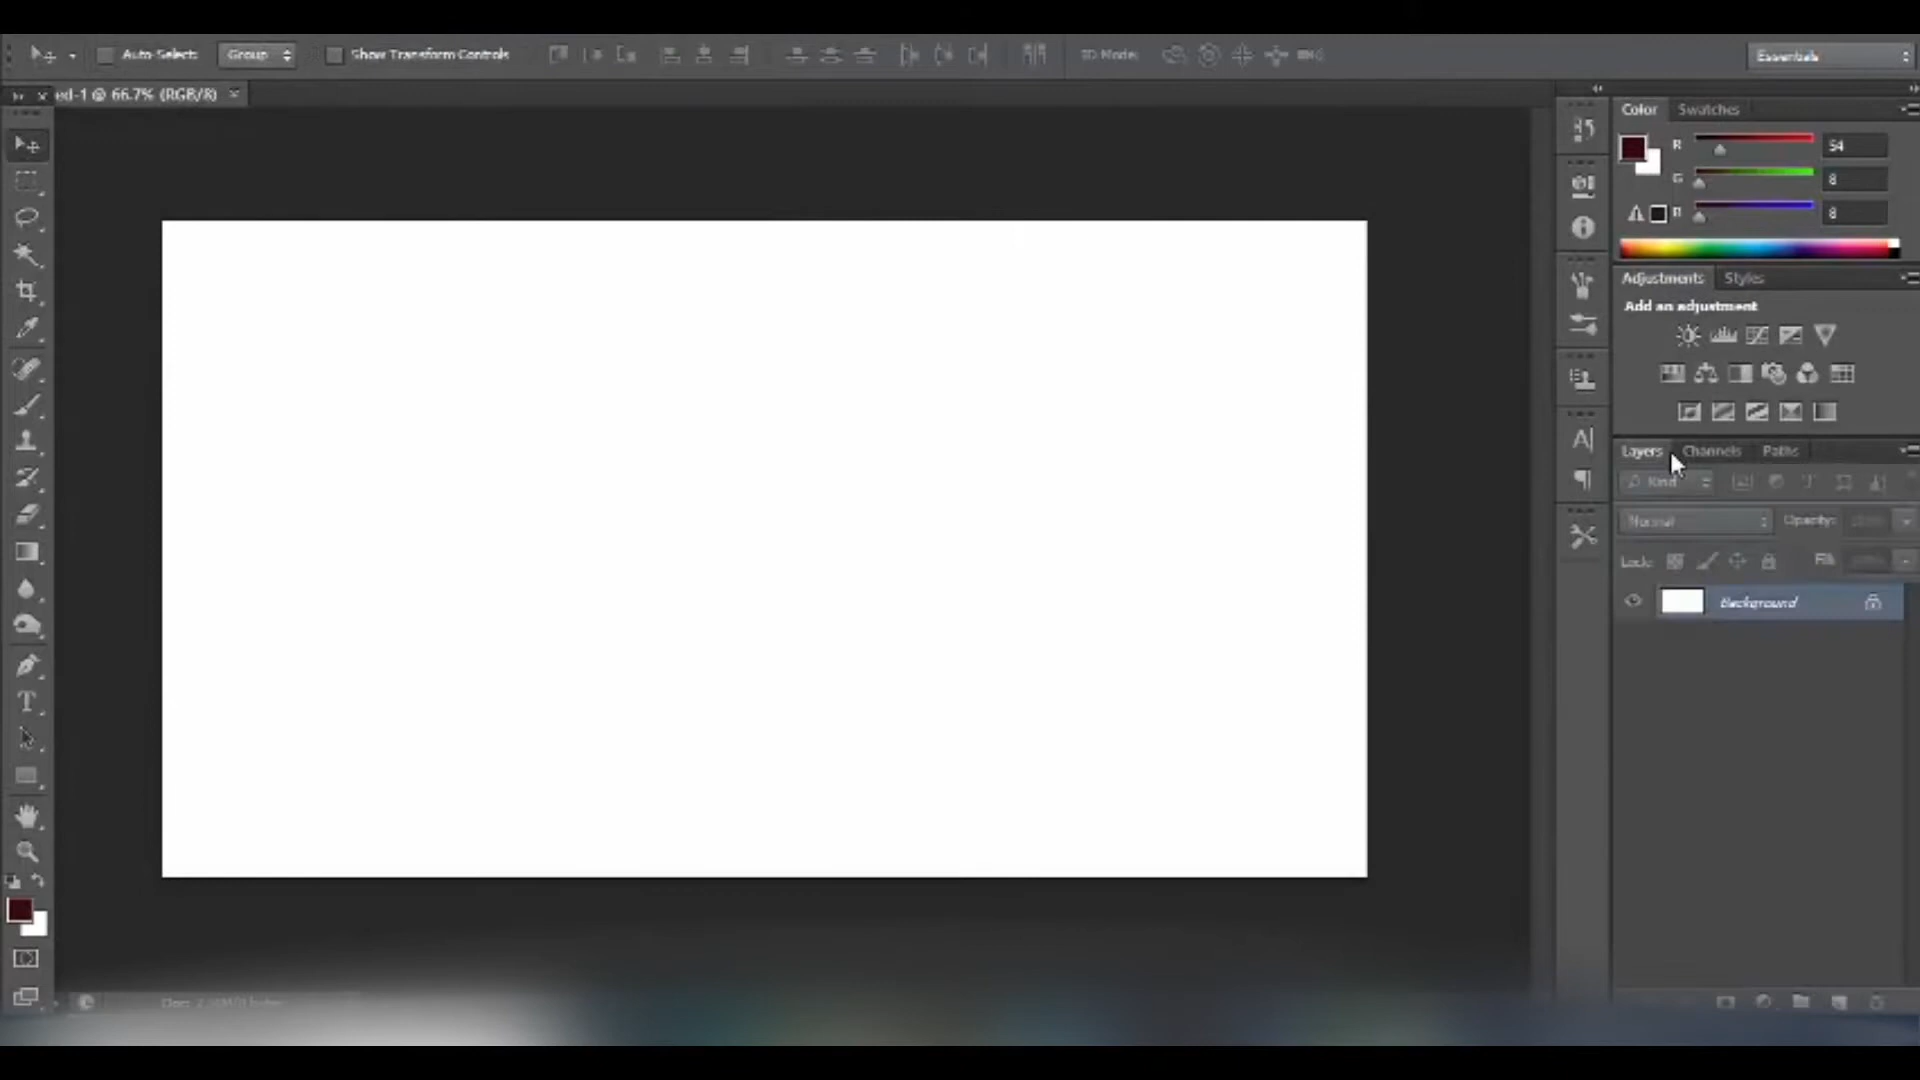 Auto-Select: Group Show Transform Controls 3D Mode: Essentials
ed-1 @ 66.7% (RGB/8) ×
Color Swatches
R 54
G 8
B 8
Adjustments Styles
Add an adjustment
Layers Channels Paths
Kind
Normal Opacity:
Lock: Fill
Background